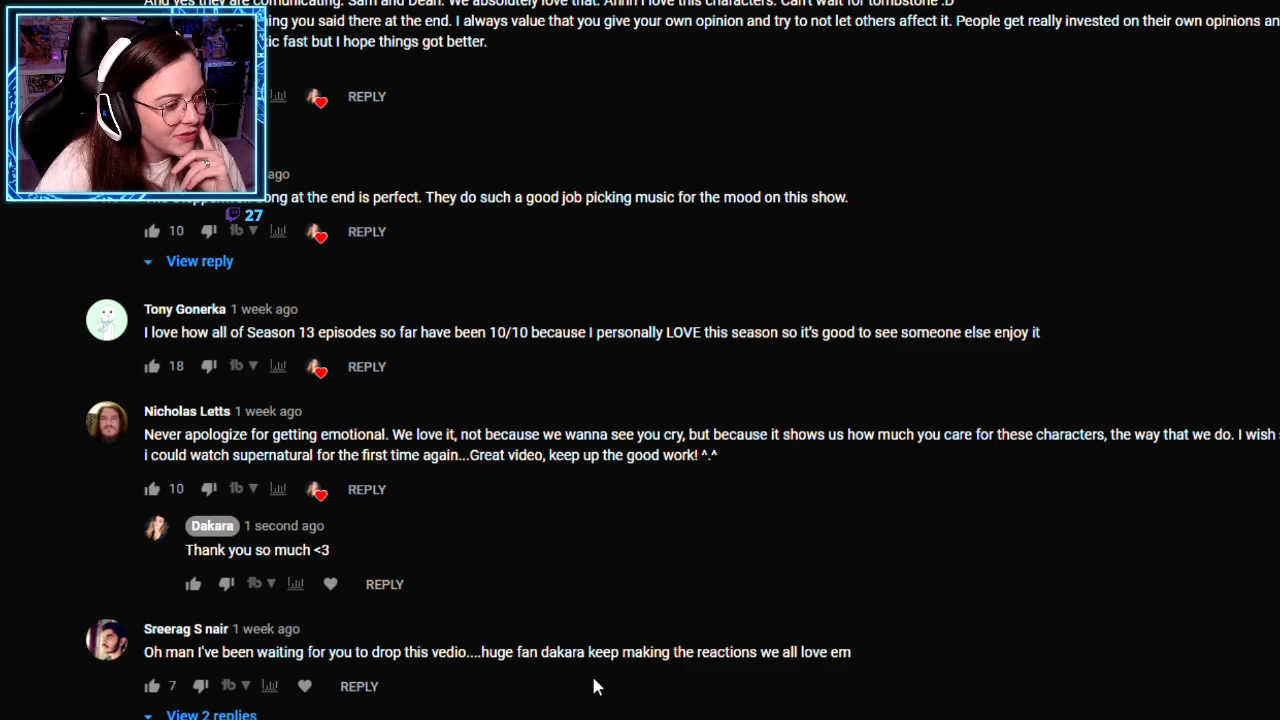 And yes they are comunicating. Sam and Dean. We absolutely love that. Ahhh I love this characters. Can't wait for tombstone :D
ing you said there at the end. I always value that you give your own opinion and try to not let others affect it. People get really invested on their own opinions an
ic fast but I hope things got better.
REPLY
ago
song at the end is perfect. They do such a good job picking music for the mood on this show.
27
10 REPLY
View reply
Tony Gonerka 1 week ago
I love how all of Season 13 episodes so far have been 10/10 because I personally LOVE this season so it's good to see someone else enjoy it
18 REPLY
Nicholas Letts 1 week ago
Never apologize for getting emotional. We love it, not because we wanna see you cry, but because it shows us how much you care for these characters, the way that we do. I wish
i could watch supernatural for the first time again...Great video, keep up the good work! ^.^
10 REPLY
Dakara 1 second ago
Thank you so much <3
REPLY
Sreerag S nair 1 week ago
Oh man I've been waiting for you to drop this vedio....huge fan dakara keep making the reactions we all love em
7 REPLY
View 2 replies